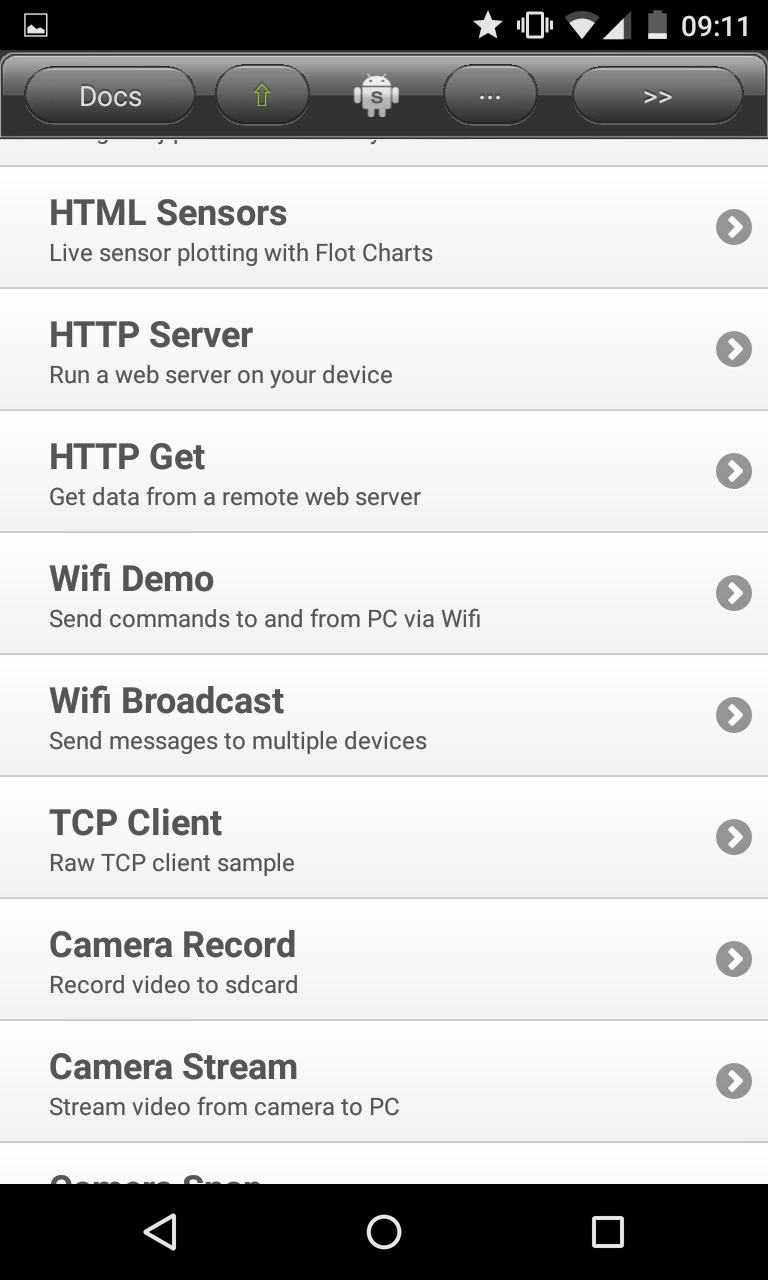 09:11
Docs
...
>>
HTML Sensors
Live sensor plotting with Flot Charts
HTTP Server
Run a web server on your device
HTTP Get
Get data from a remote web server
Wifi Demo
Send commands to and from PC via Wifi
Wifi Broadcast
Send messages to multiple devices
TCP Client
Raw TCP client sample
Camera Record
Record video to sdcard
Camera Stream
Stream video from camera to PC
Camera Snap